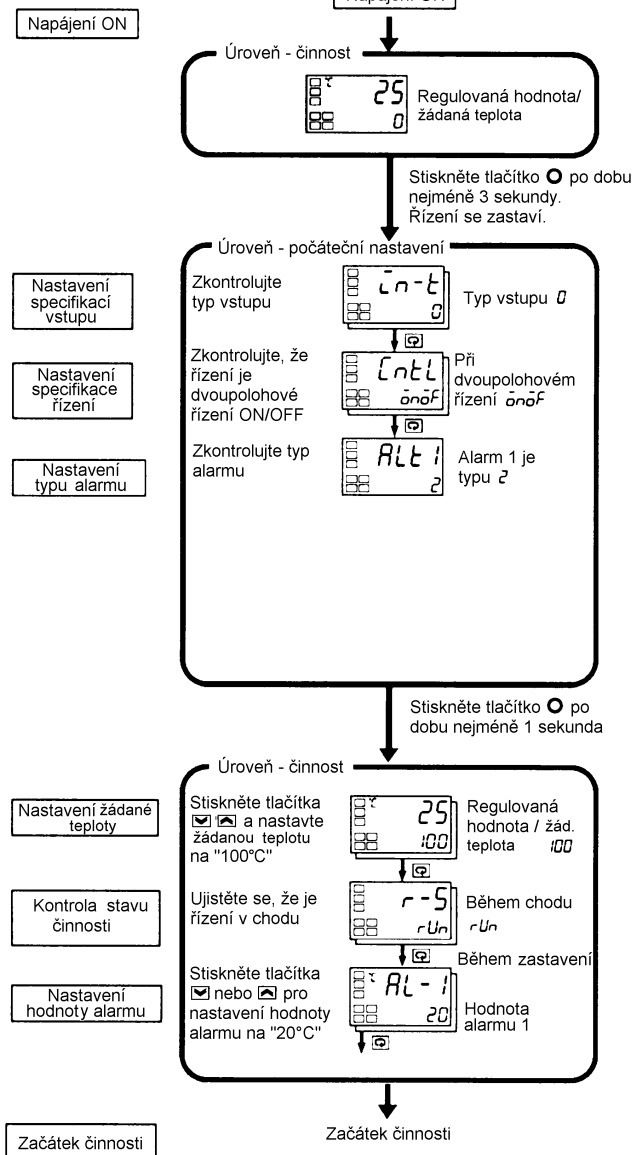 Napájení ON
Napájení ON
Úroveň - činnost
25
0
Regulovaná hodnota/
žádaná teplota
Stiskněte tlačítko O po dobu
nejméně 3 sekundy.
Řízení se zastaví.
Úroveň - počáteční nastavení
Nastavení
specifikací
vstupu
Zkontrolujte
typ vstupu
in-t
0
Typ vstupu 0
Nastavení
specifikace
řízení
Zkontrolujte, že
řízení je
dvoupolohové
řízení ON/OFF
CntL
onoF
Při
dvoupolohovém
řízení onoF
Nastavení
typu alarmu
Zkontrolujte typ
alarmu
ALt1
2
Alarm 1 je
typu 2
Stiskněte tlačítko O po
dobu nejméně 1 sekunda
Úroveň - činnost
Nastavení žádané
teploty
Stiskněte tlačítka
a nastavte
žádanou teplotu
na "100°C"
25
100
Regulovaná
hodnota / žád.
teplota 100
Kontrola stavu
činnosti
Ujistěte se, že je
řízení v chodu
r-S
rUn
Během chodu
rUn
Během zastavení
Nastavení
hodnoty alarmu
Stiskněte tlačítka
nebo pro
nastavení hodnoty
alarmu na "20°C"
AL-1
20
Hodnota
alarmu 1
Začátek činnosti
Začátek činnosti